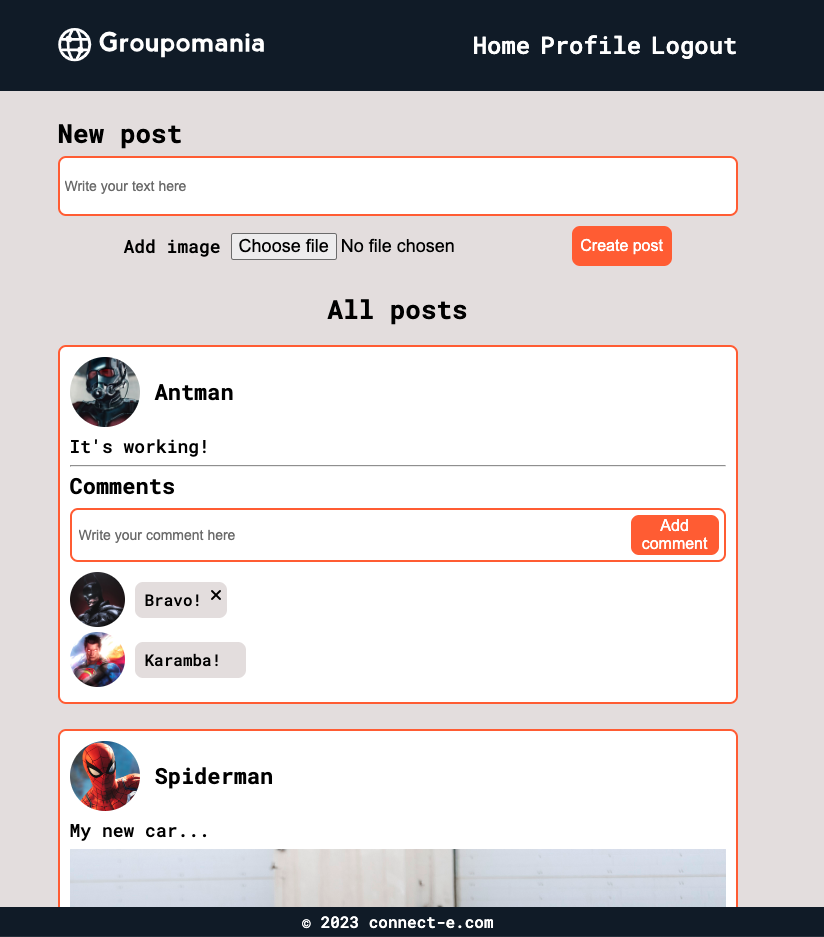 Groupomania
Home Profile Logout
New post
Write your text here
Add image Choose file No file chosen
Create post
All posts
Antman
It's working!
Comments
Write your comment here
Add
comment
Bravo! ×
Karamba!
Spiderman
My new car...
© 2023 connect-e.com